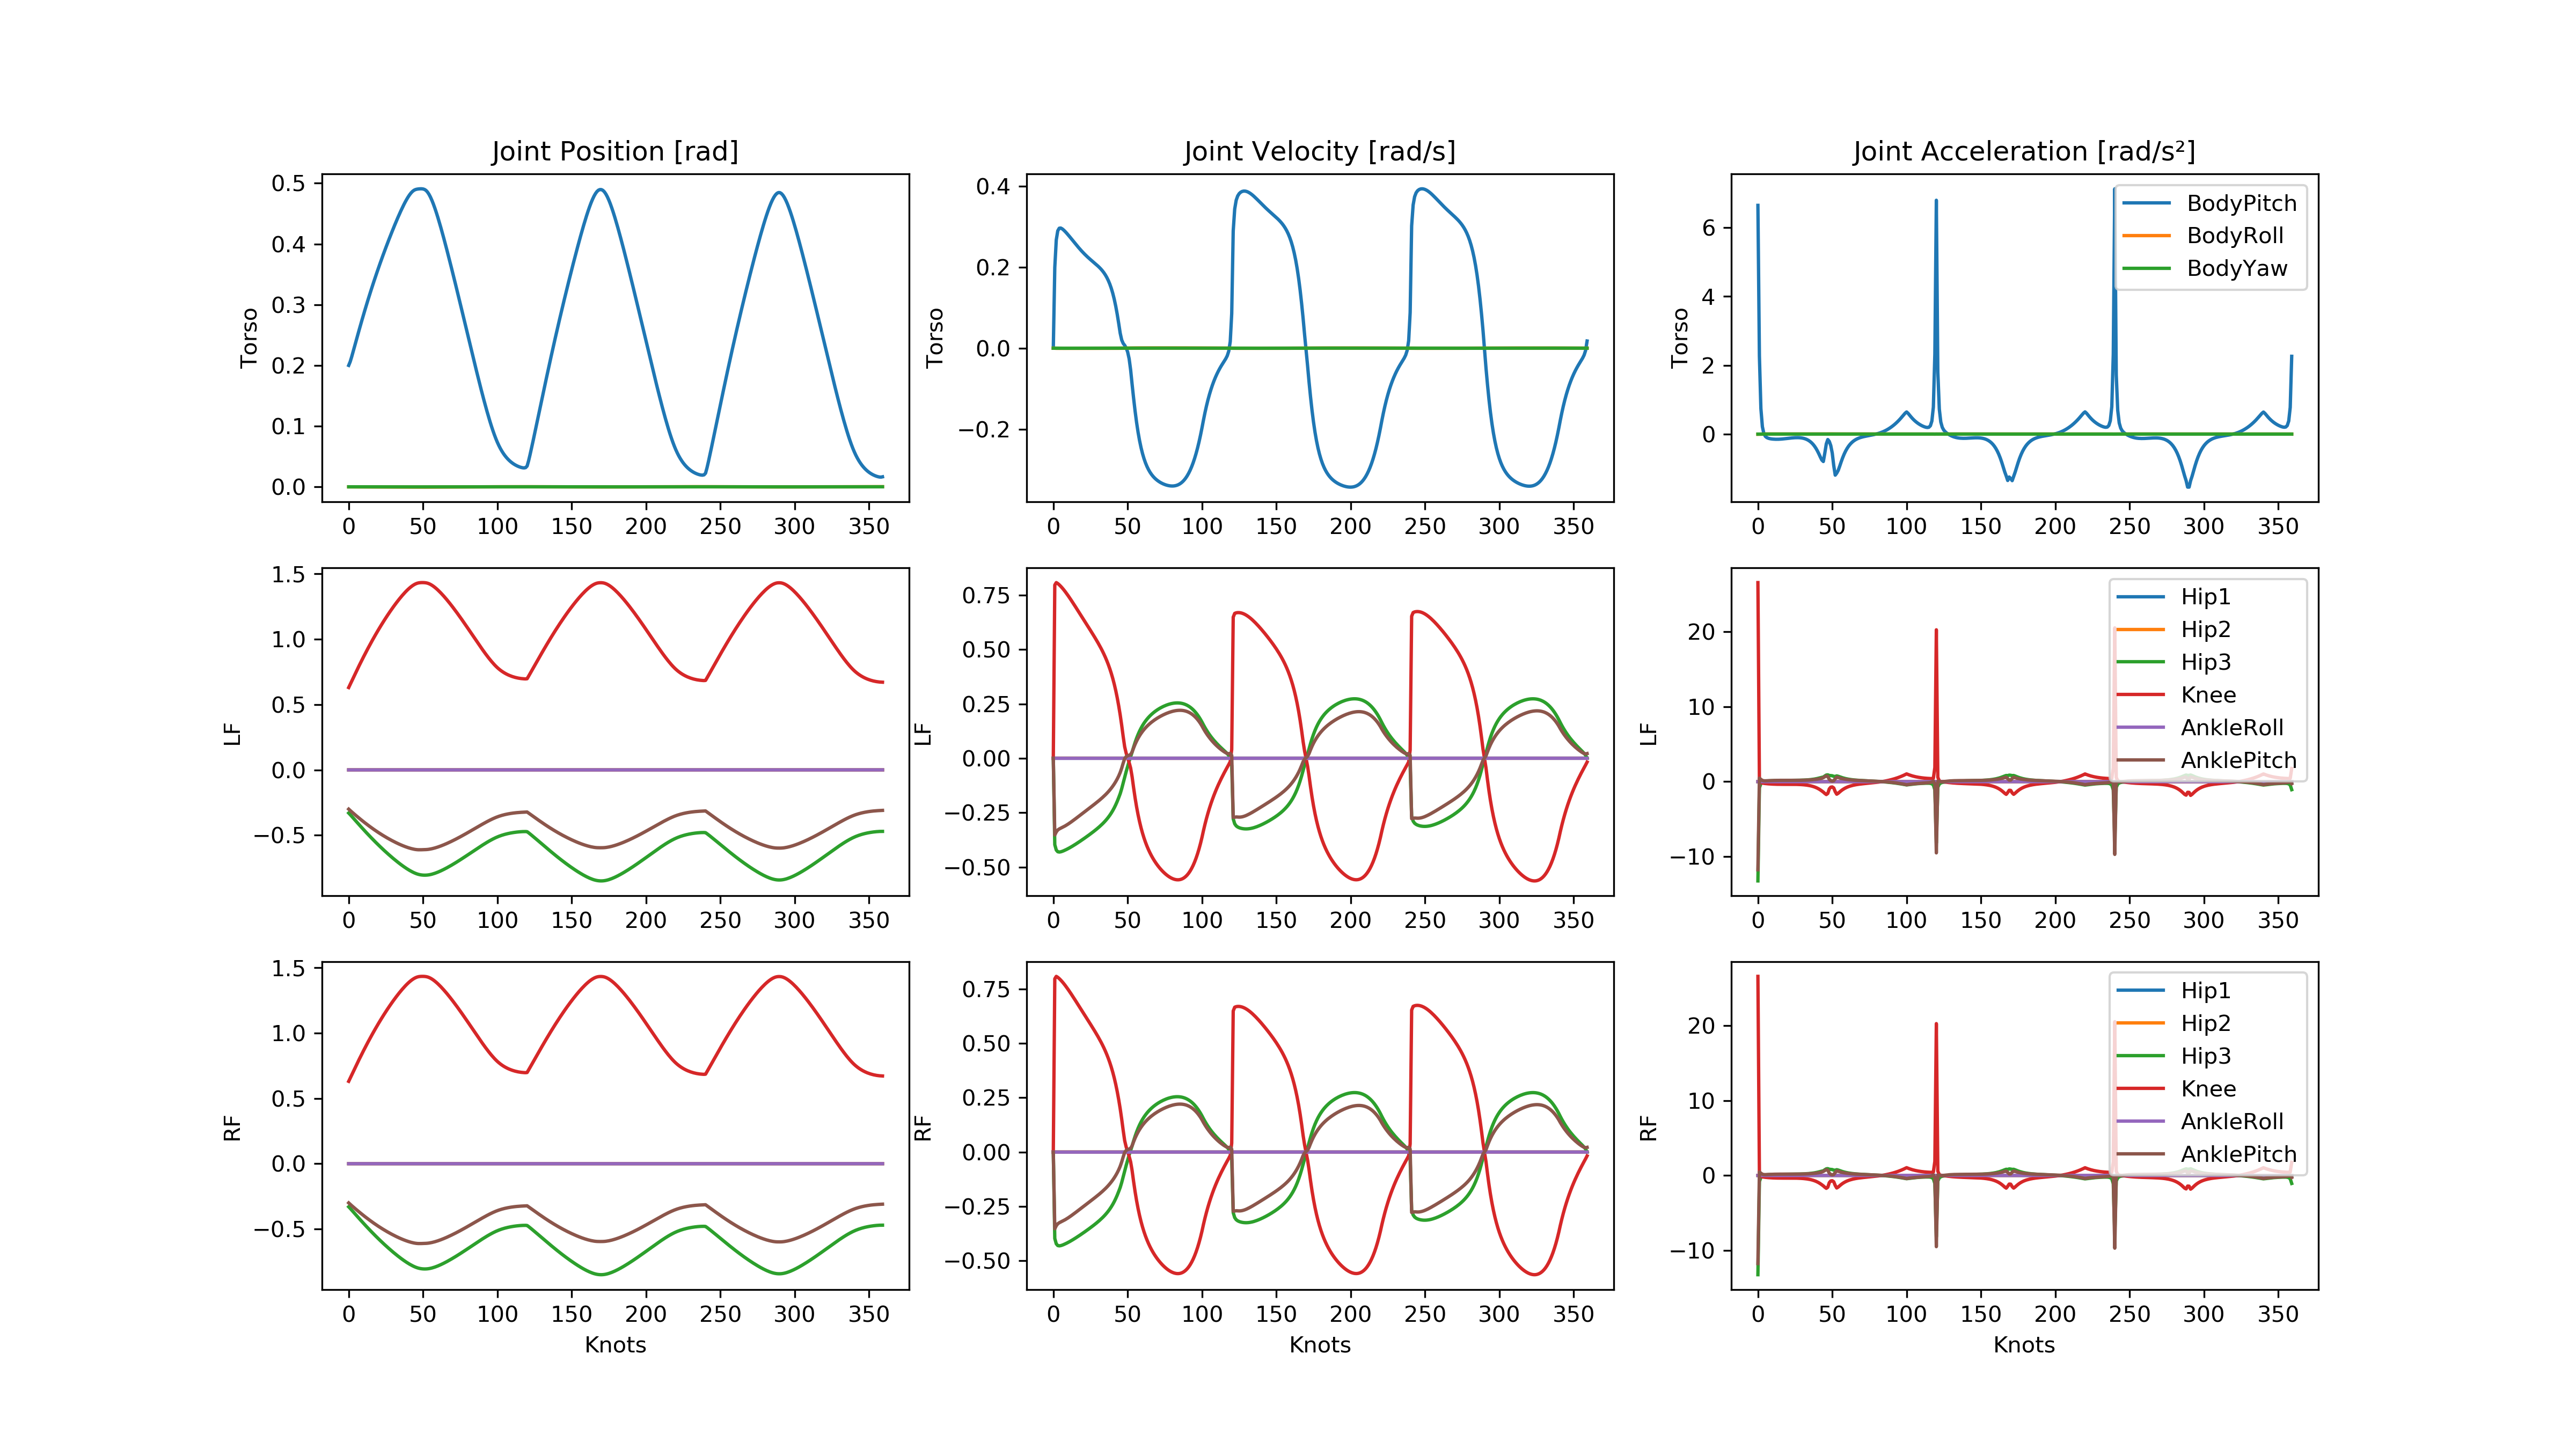 Joint Position [rad]
Joint Velocity [rad/s]
Joint Acceleration [rad/s²]
Torso
0.5
0.4
0.3
0.2
0.1
0.0
0 50 100 150 200 250 300 350
Torso
0.4
0.2
0.0
−0.2
0 50 100 150 200 250 300 350
Torso
6
4
2
0
0 50 100 150 200 250 300 350
BodyPitch
BodyRoll
BodyYaw
LF
1.5
1.0
0.5
0.0
−0.5
0 50 100 150 200 250 300 350
LF
0.75
0.50
0.25
0.00
−0.25
−0.50
0 50 100 150 200 250 300 350
LF
20
10
0
−10
0 50 100 150 200 250 300 350
Hip1
Hip2
Hip3
Knee
AnkleRoll
AnklePitch
RF
1.5
1.0
0.5
0.0
−0.5
0 50 100 150 200 250 300 350
Knots
RF
0.75
0.50
0.25
0.00
−0.25
−0.50
0 50 100 150 200 250 300 350
Knots
RF
20
10
0
−10
0 50 100 150 200 250 300 350
Knots
Hip1
Hip2
Hip3
Knee
AnkleRoll
AnklePitch